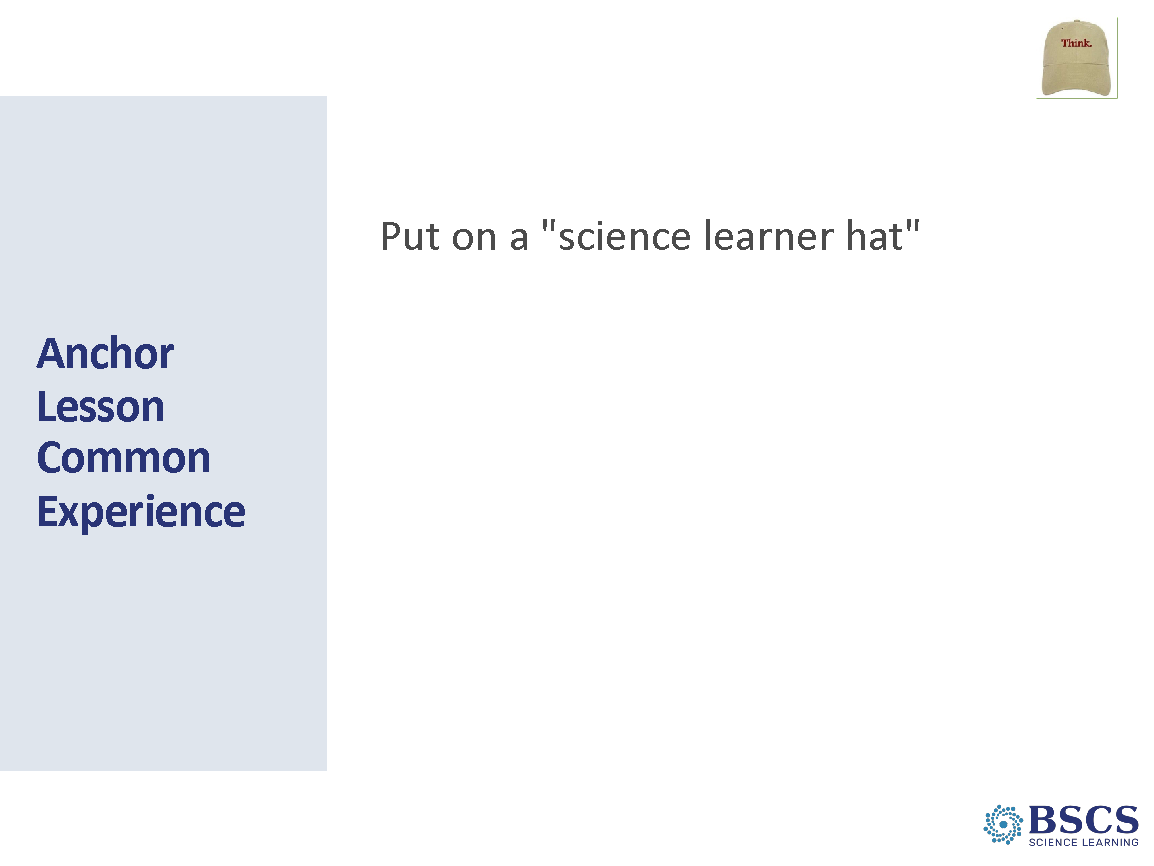 Think.
Put on a "science learner hat"
Anchor
Lesson
Common
Experience
BSCS
SCIENCE LEARNING